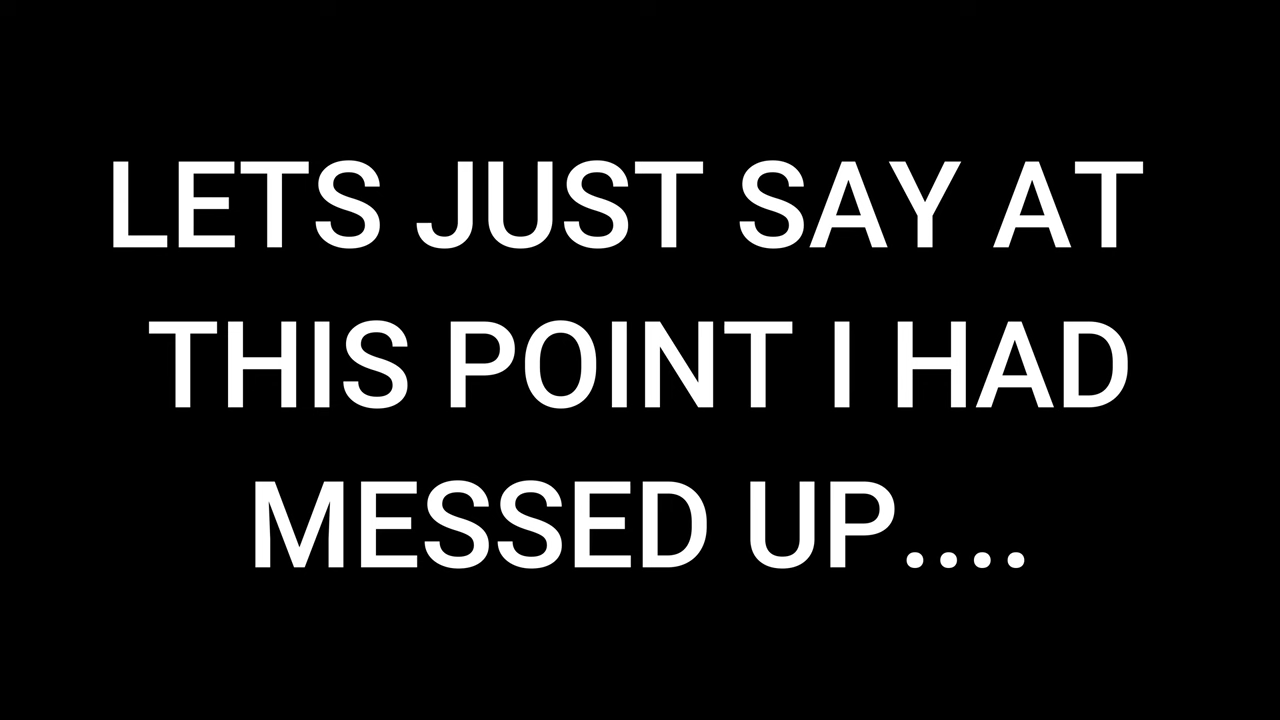 LETS JUST SAY AT
THIS POINT I HAD
MESSED UP....